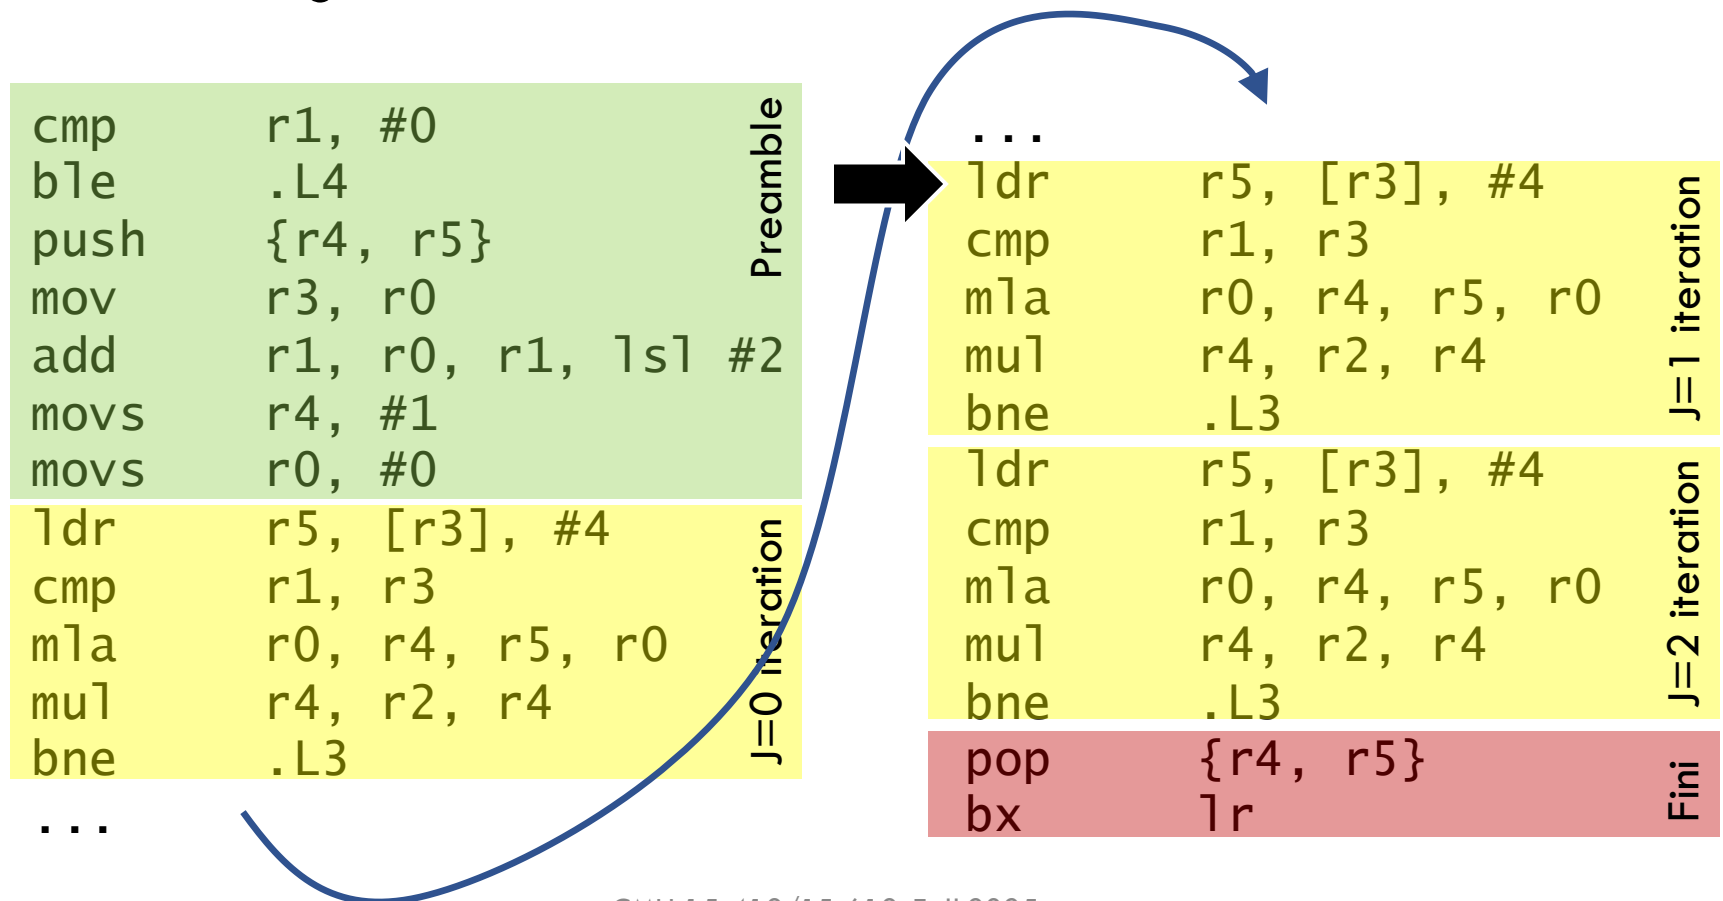 cmp r1, #0
ble .L4
push {r4, r5}
mov r3, r0
add r1, r0, r1, lsl #2
movs r4, #1
movs r0, #0
Preamble
ldr r5, [r3], #4
cmp r1, r3
mla r0, r4, r5, r0
mul r4, r2, r4
bne .L3
J=0 iteration
...
...
ldr r5, [r3], #4
cmp r1, r3
mla r0, r4, r5, r0
mul r4, r2, r4
bne .L3
J=1 iteration
ldr r5, [r3], #4
cmp r1, r3
mla r0, r4, r5, r0
mul r4, r2, r4
bne .L3
J=2 iteration
pop {r4, r5}
bx lr
Fini